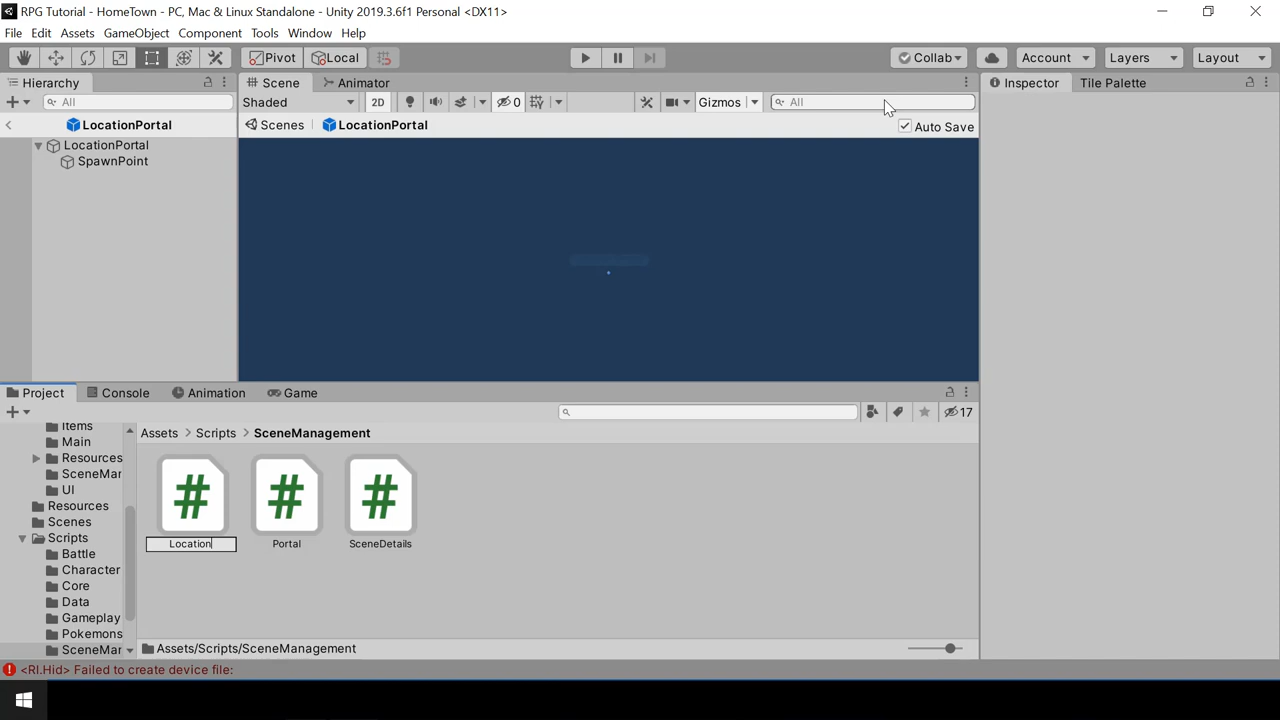 RPG Tutorial - HomeTown - PC, Mac & Linux Standalone - Unity 2019.3.6f1 Personal <DX11>
File Edit Assets GameObject Component Tools Window Help
Pivot Local Collab Account Layers Layout
Hierarchy Scene Animator Inspector Tile Palette
All Shaded 2D 0 Gizmos All
LocationPortal Scenes LocationPortal Auto Save
LocationPortal
SpawnPoint
Project Console Animation Game
17
Items
Main
Resources
SceneMar
UI
Resources
Scenes
Scripts
Battle
Character
Core
Data
Gameplay
Pokemons
SceneMar
Assets > Scripts > SceneManagement
# # #
Location Portal SceneDetails
Assets/Scripts/SceneManagement
<RI.Hid> Failed to create device file: